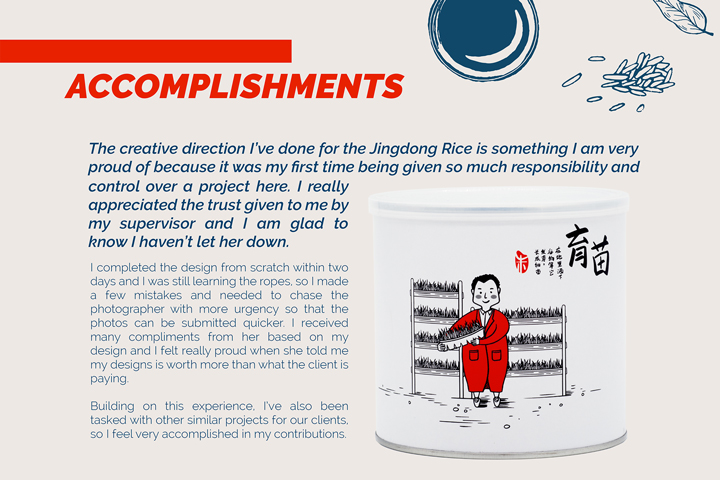 ACCOMPLISHMENTS
The creative direction I've done for the Jingdong Rice is something I am very
proud of because it was my first time being given so much responsibility and
control over a project here. I really
appreciated the trust given to me by
my supervisor and I am glad to
know I haven't let her down.
I completed the design from scratch within two
days and I was still learning the ropes, so I made
a few mistakes and needed to chase the
photographer with more urgency so that the
photos can be submitted quicker. I received
many compliments from her based on my
design and I felt really proud when she told me
my designs is worth more than what the client is
paying.
Building on this experience, I've also been
tasked with other similar projects for our clients,
so I feel very accomplished in my contributions.
育苗